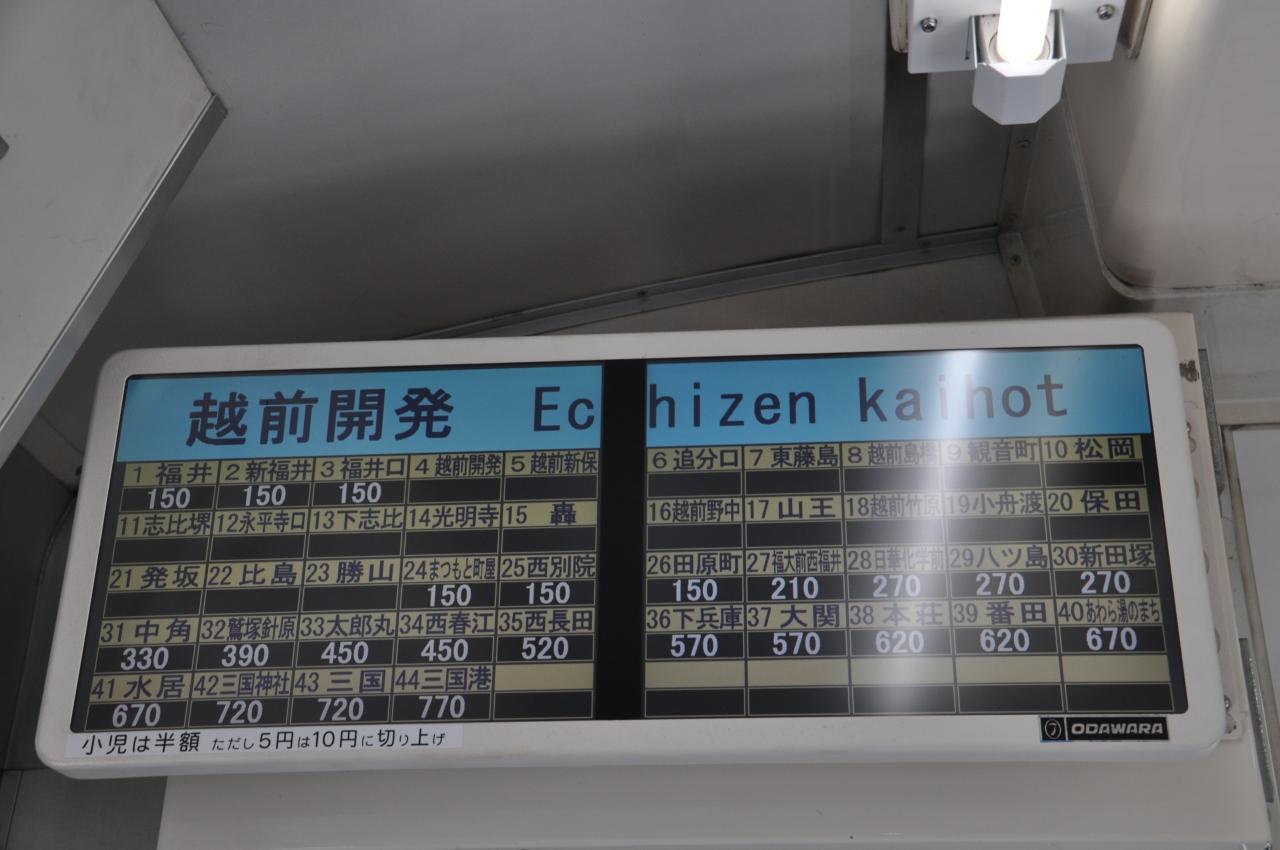 越前開発 Echizen kaihot
1 福井 2 新福井 3 福井口 4 越前開発 5 越前新保 6 追分口 7 東藤島 8 越前島橋 9 観音町 10 松岡
150 150 150
11 志比堺 12 永平寺口 13 下志比 14 光明寺 15 轟 16 越前野中 17 山王 18 越前竹原 19 小舟渡 20 保田
21 発坂 22 比島 23 勝山 24 まつもと町屋 25 西別院 26 田原町 27 福大前西福井 28 日華化学前 29 八ツ島 30 新田塚
150 150 150 210 270 270 270
31 中角 32 鷲塚針原 33 太郎丸 34 西春江 35 西長田 36 下兵庫 37 大関 38 本荘 39 番田 40 あわら湯のまち
330 390 450 450 520 570 570 620 620 670
41 水居 42 三国神社 43 三国 44 三国港
670 720 720 770
小児は半額 ただし5円は10円に切り上げ
⑦ ODAWARA